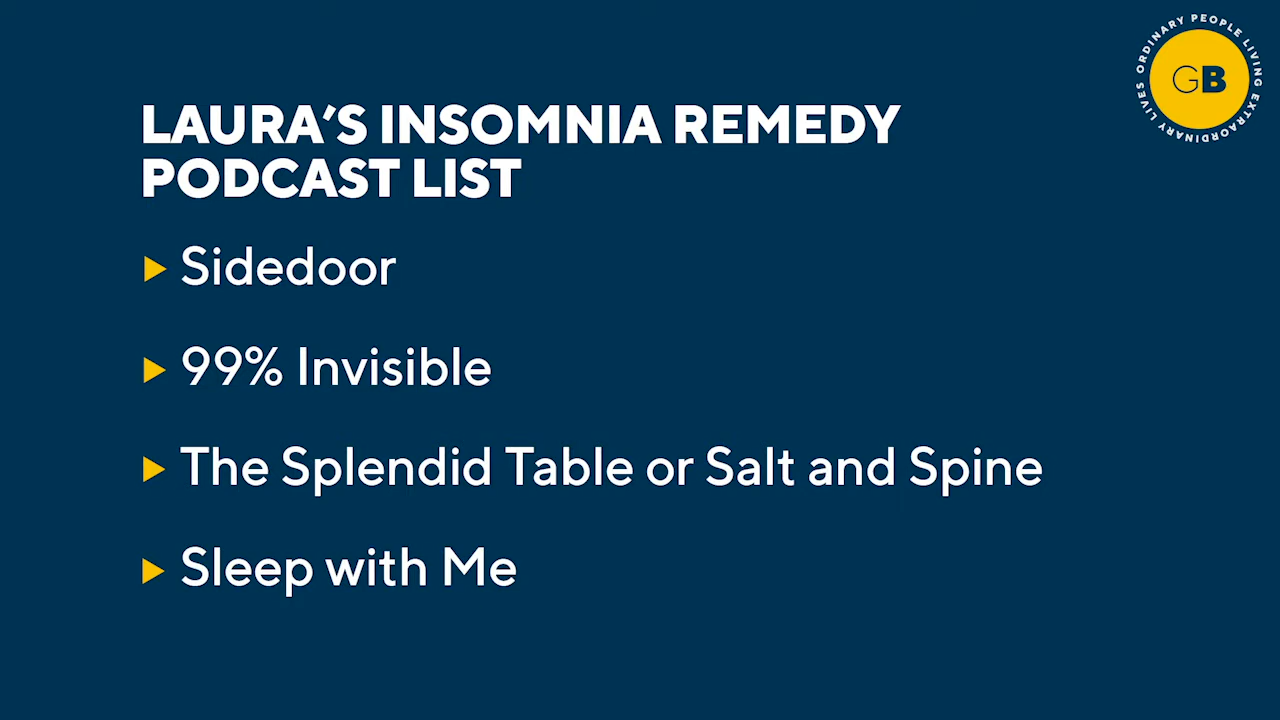 ORDINARY PEOPLE LIVING EXTRAORDINARY LIVES
GB
LAURA’S INSOMNIA REMEDY
PODCAST LIST
Sidedoor
99% Invisible
The Splendid Table or Salt and Spine
Sleep with Me